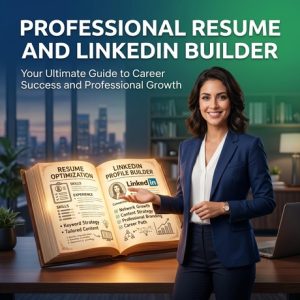 PROFESSIONAL RESUME
AND LINKEDIN BUILDER
Your Ultimate Guide to Career
Success and Professional Growth
RESUME
OPTIMIZATION
SKILLS
EXPERIENCE
SKILLS
• Keyword Strategy
• Tailored Content
LINKEDIN
PROFILE BUILDER
Linked in
Network Growth
Content Strategy
Professional Branding
Career Path